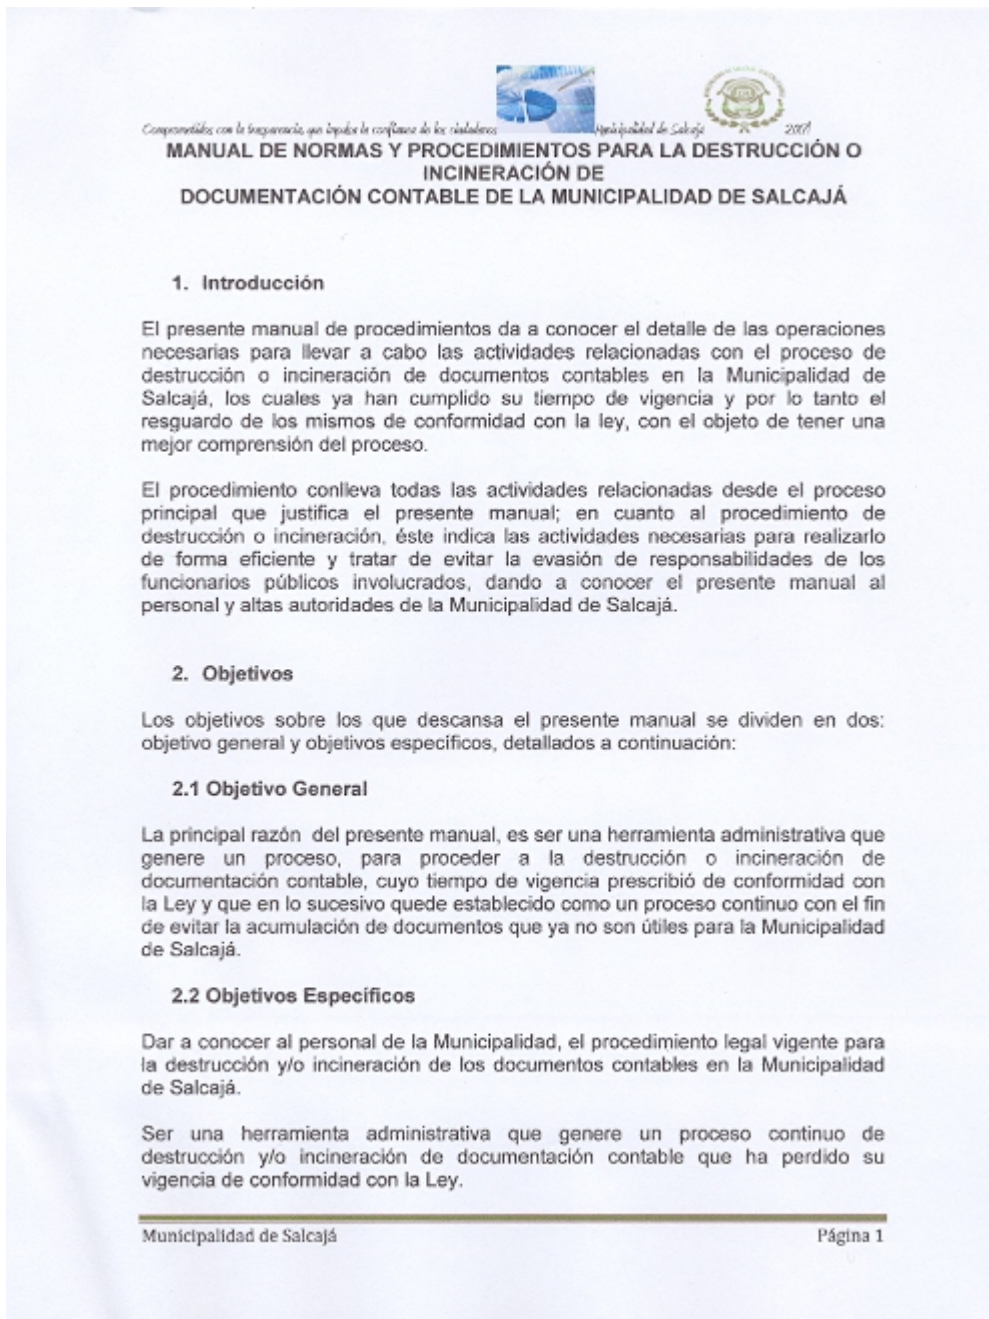 Comprometidos con la trasparencia, que impulsa la confianza de los ciudadanos Municipalidad de Salcajá
MANUAL DE NORMAS Y PROCEDIMIENTOS PARA LA DESTRUCCIÓN O
INCINERACIÓN DE
DOCUMENTACIÓN CONTABLE DE LA MUNICIPALIDAD DE SALCAJÁ
1. Introducción
El presente manual de procedimientos da a conocer el detalle de las operaciones
necesarias para llevar a cabo las actividades relacionadas con el proceso de
destrucción o incineración de documentos contables en la Municipalidad de
Salcajá, los cuales ya han cumplido su tiempo de vigencia y por lo tanto el
resguardo de los mismos de conformidad con la ley, con el objeto de tener una
mejor comprensión del proceso.
El procedimiento conlleva todas las actividades relacionadas desde el proceso
principal que justifica el presente manual; en cuanto al procedimiento de
destrucción o incineración, éste indica las actividades necesarias para realizarlo
de forma eficiente y tratar de evitar la evasión de responsabilidades de los
funcionarios públicos involucrados, dando a conocer el presente manual al
personal y altas autoridades de la Municipalidad de Salcajá.
2. Objetivos
Los objetivos sobre los que descansa el presente manual se dividen en dos:
objetivo general y objetivos específicos, detallados a continuación:
2.1 Objetivo General
La principal razón del presente manual, es ser una herramienta administrativa que
genere un proceso, para proceder a la destrucción o incineración de
documentación contable, cuyo tiempo de vigencia prescribió de conformidad con
la Ley y que en lo sucesivo quede establecido como un proceso continuo con el fin
de evitar la acumulación de documentos que ya no son útiles para la Municipalidad
de Salcajá.
2.2 Objetivos Específicos
Dar a conocer al personal de la Municipalidad, el procedimiento legal vigente para
la destrucción y/o incineración de los documentos contables en la Municipalidad
de Salcajá.
Ser una herramienta administrativa que genere un proceso continuo de
destrucción y/o incineración de documentación contable que ha perdido su
vigencia de conformidad con la Ley.
Municipalidad de Salcajá Página 1